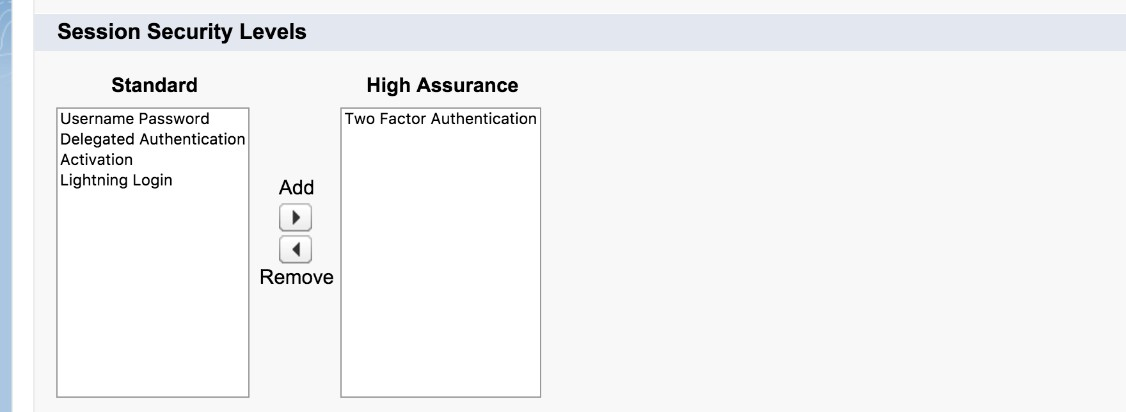 Session Security Levels
Standard
High Assurance
Username Password
Delegated Authentication
Activation
Lightning Login
Add
Remove
Two Factor Authentication